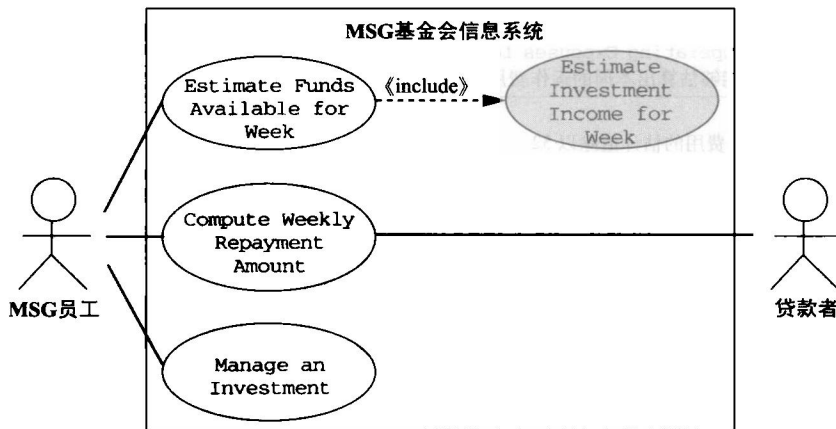 MSG基金会信息系统
Estimate Funds
Available for
Week
《include》
Estimate
Investment
Income for
Week
Compute Weekly
Repayment
Amount
MSG员工
贷款者
Manage an
Investment